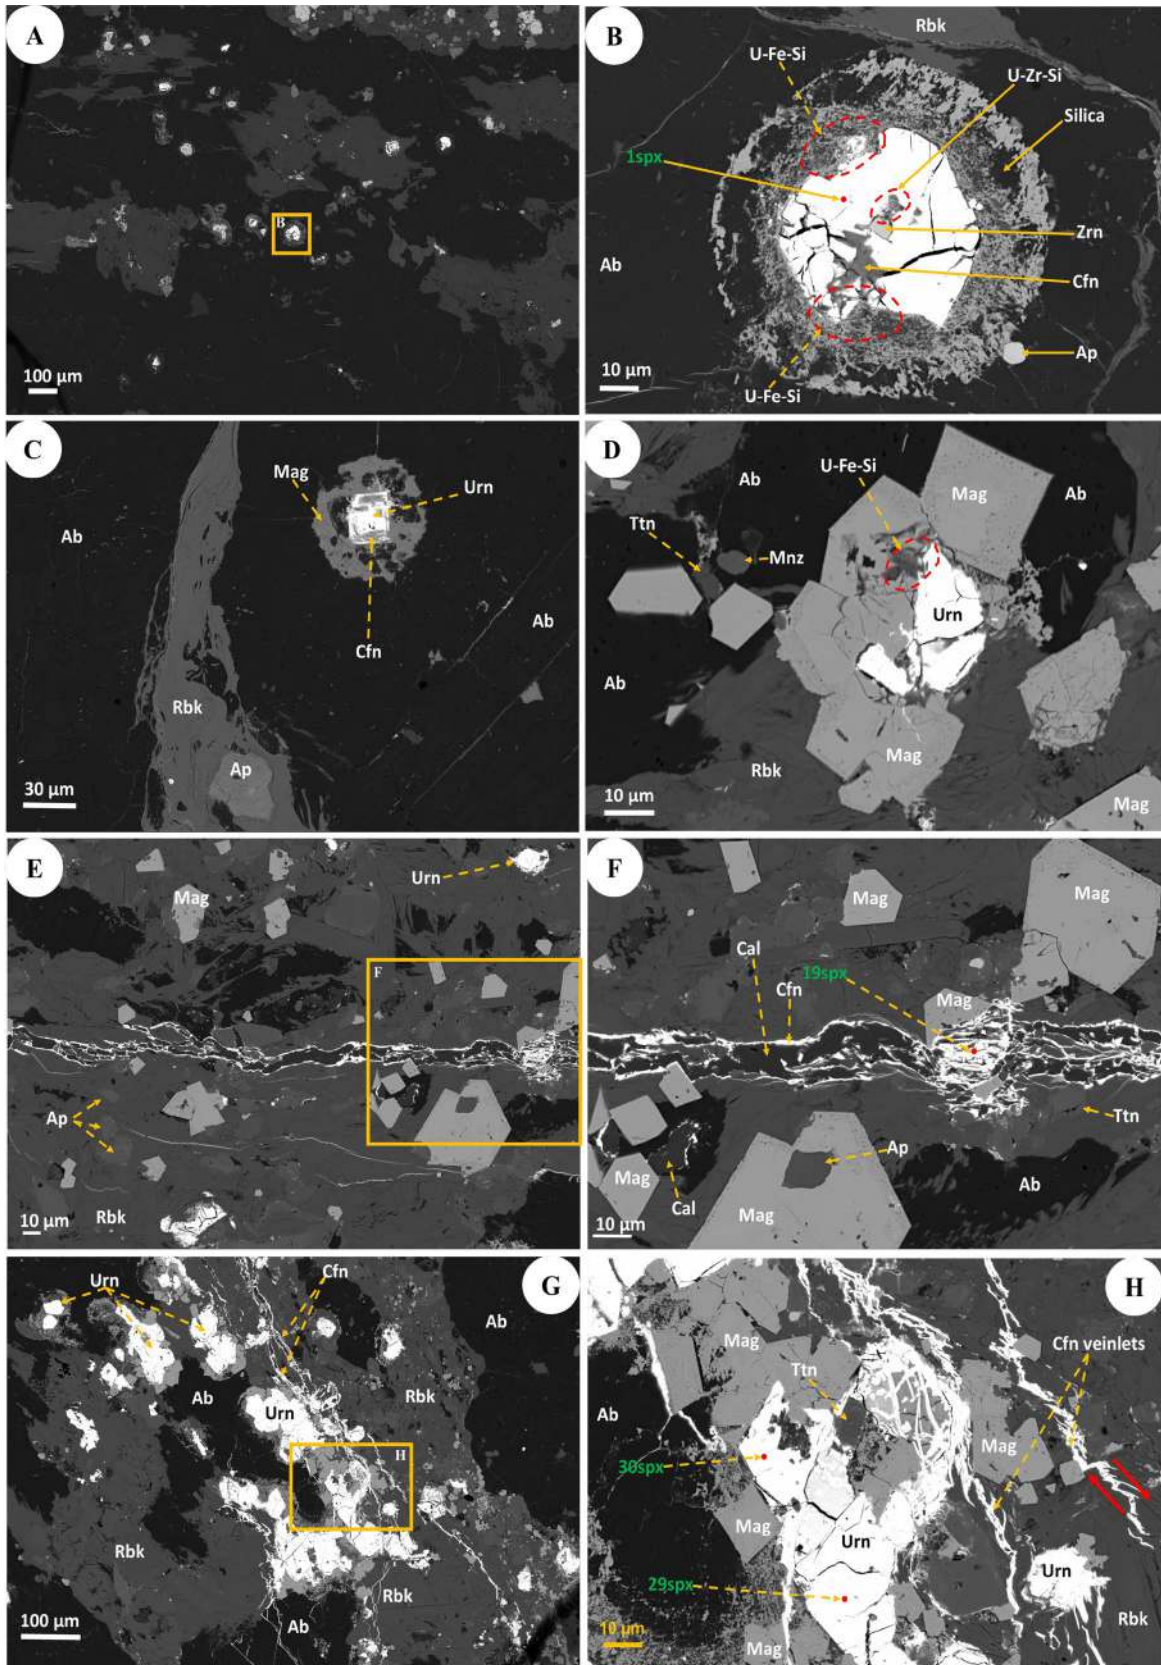 A
B
100 µm
B
Rbk
U-Fe-Si
U-Zr-Si
Silica
1spx
Zrn
Ab
Cfn
Ap
10 µm
U-Fe-Si
C
Mag
Urn
Ab
Ab
Cfn
Rbk
Ap
30 µm
D
Ab
U-Fe-Si
Mag
Ab
Ttn
Mnz
Urn
Ab
Mag
Rbk
10 µm
Mag
E
Urn
Mag
F
Ap
Rbk
10 µm
F
Mag
Mag
Cal
19spx
Cfn
Mag
Ttn
Ap
Mag
Ab
Cal
Mag
10 µm
G
Urn
Cfn
Ab
Ab
Rbk
Urn
H
Rbk
Rbk
100 µm
Ab
H
Mag
Cfn veinlets
Ttn
Ab
Mag
30spx
Mag
Urn
Urn
29spx
Rbk
10 µm
Mag